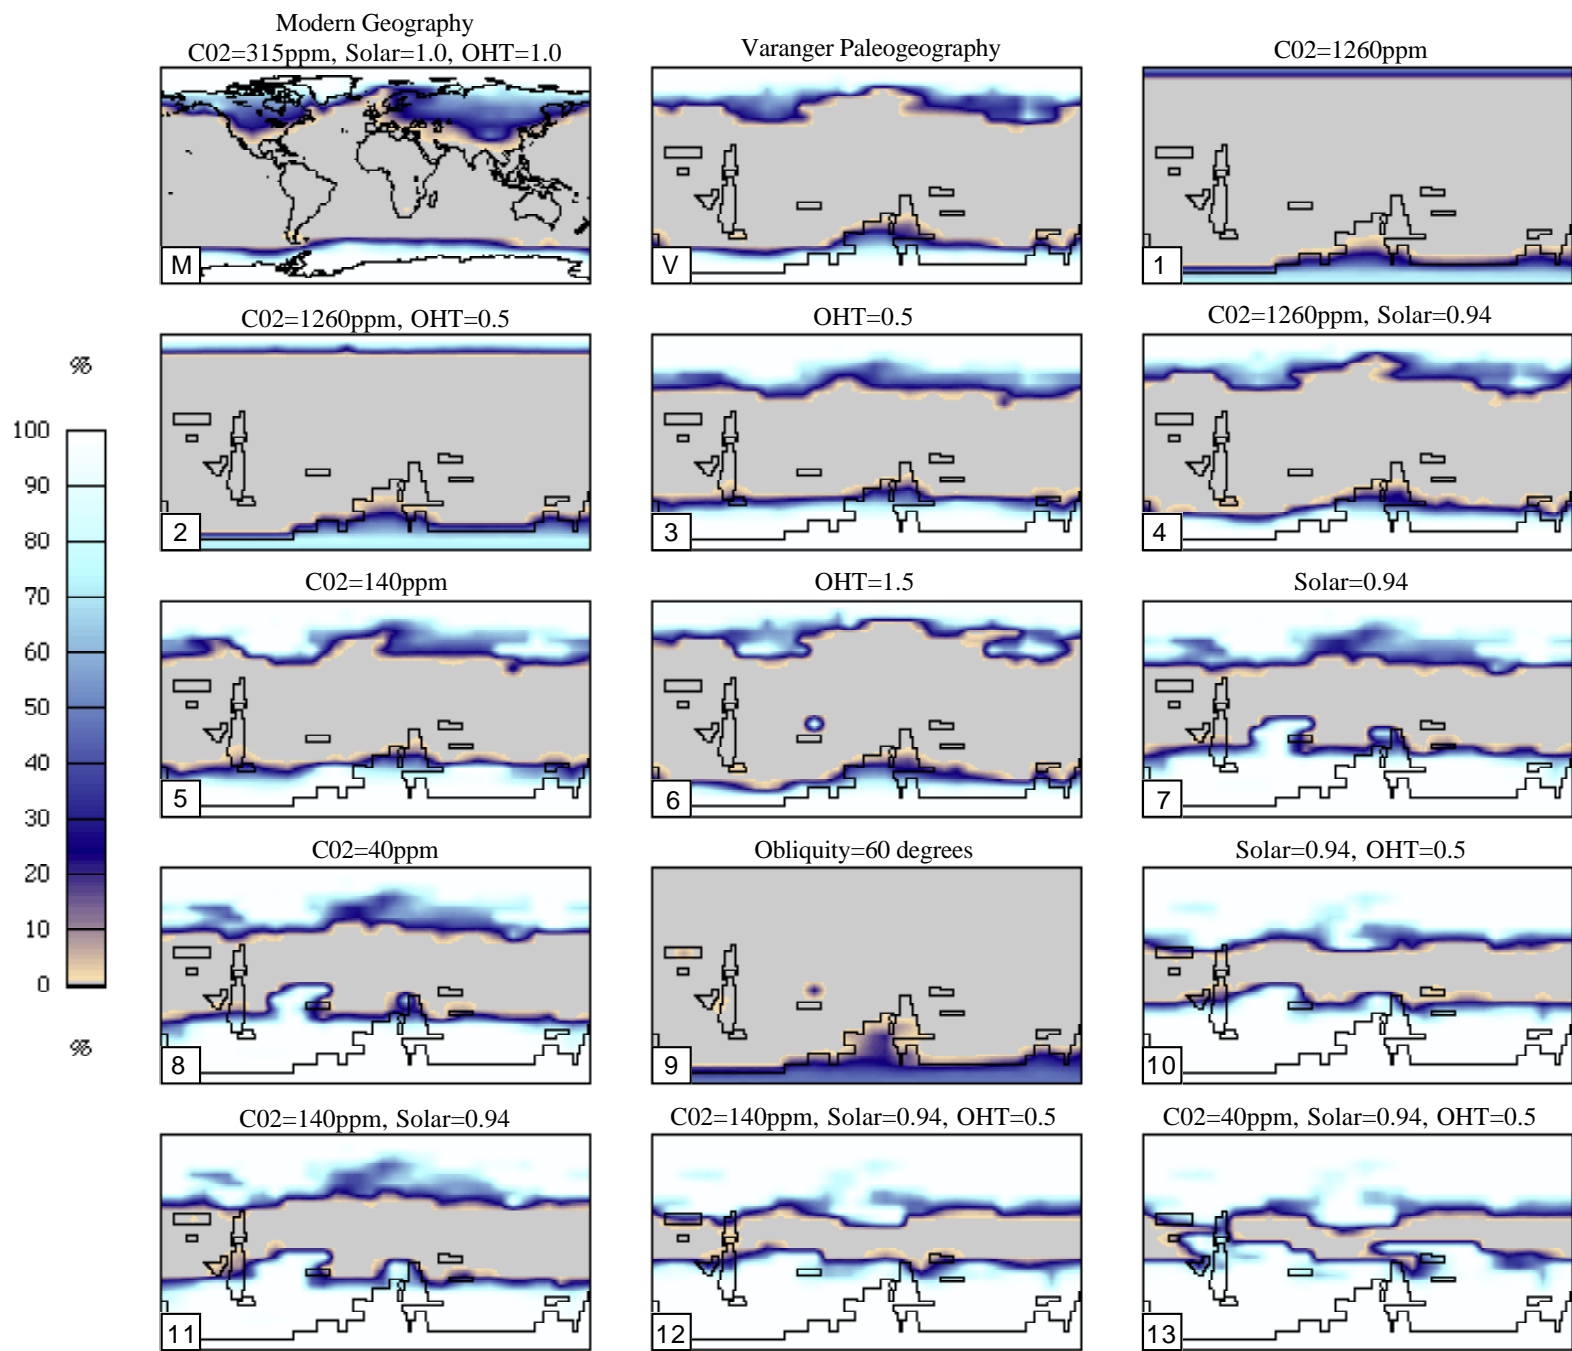 Modern Geography
C02=315ppm, Solar=1.0, OHT=1.0
Varanger Paleogeography
C02=1260ppm
M
V
1
C02=1260ppm, OHT=0.5
OHT=0.5
C02=1260ppm, Solar=0.94
2
3
4
%
100
90
80
70
60
50
40
30
20
10
0
%
C02=140ppm
OHT=1.5
Solar=0.94
5
6
7
C02=40ppm
Obliquity=60 degrees
Solar=0.94, OHT=0.5
8
9
10
C02=140ppm, Solar=0.94
C02=140ppm, Solar=0.94, OHT=0.5
C02=40ppm, Solar=0.94, OHT=0.5
11
12
13